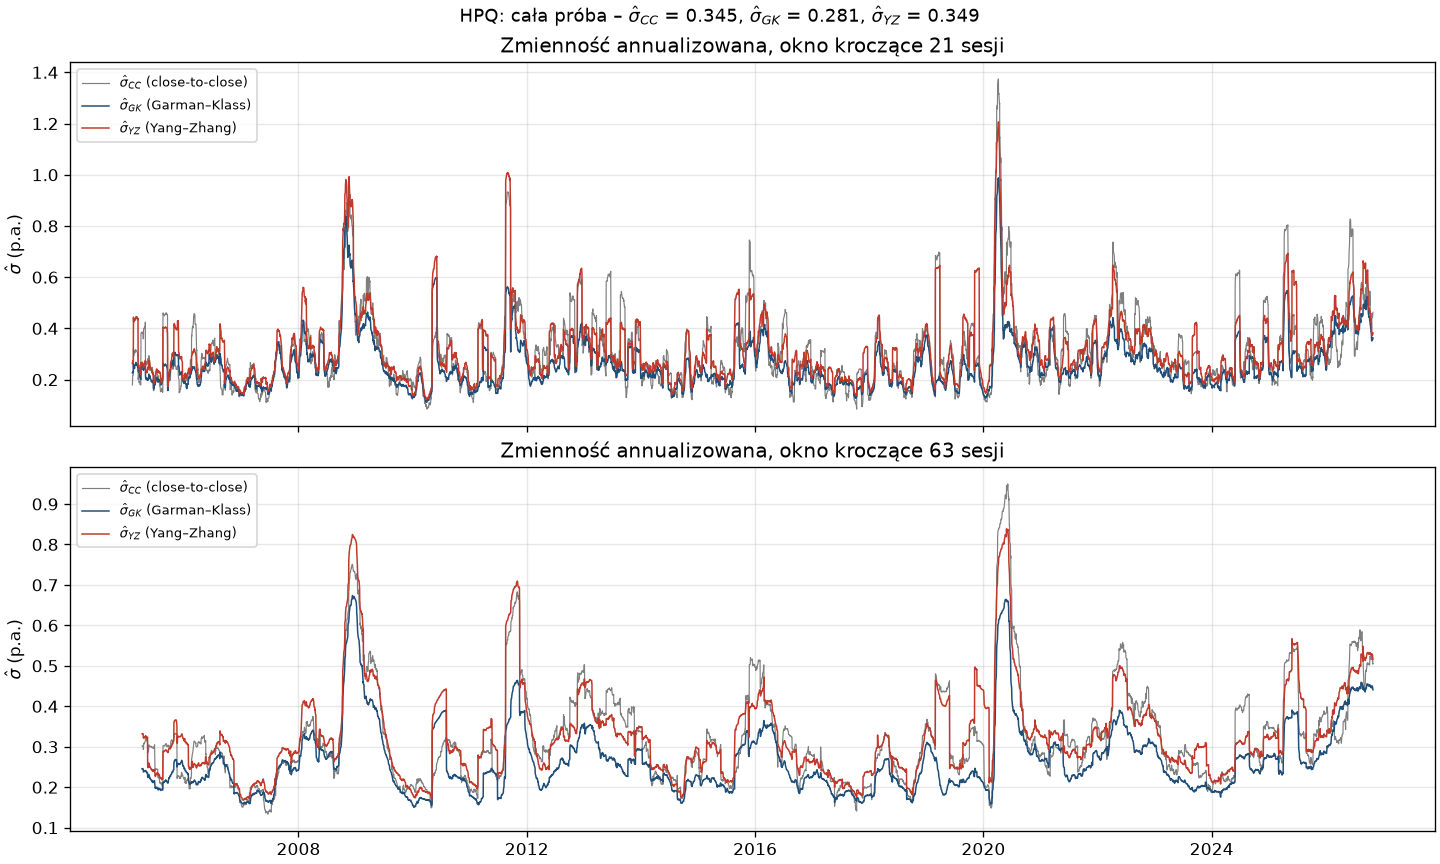 HPQ: cała próba – σ̂_CC = 0.345, σ̂_GK = 0.281, σ̂_YZ = 0.349
Zmienność annualizowana, okno kroczące 21 sesji
σ̂_CC (close-to-close)
σ̂_GK (Garman–Klass)
σ̂_YZ (Yang–Zhang)
σ̂ (p.a.)
1.4
1.2
1.0
0.8
0.6
0.4
0.2
Zmienność annualizowana, okno kroczące 63 sesji
σ̂_CC (close-to-close)
σ̂_GK (Garman–Klass)
σ̂_YZ (Yang–Zhang)
σ̂ (p.a.)
0.9
0.8
0.7
0.6
0.5
0.4
0.3
0.2
0.1
2008 2012 2016 2020 2024